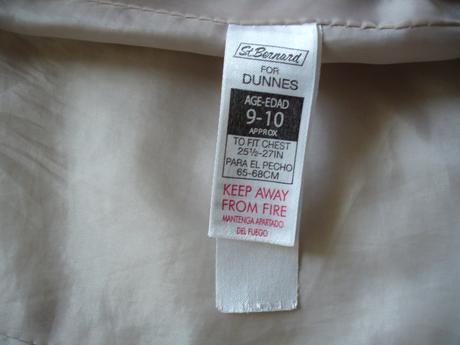 St.Bernard
FOR
DUNNES
AGE-EDAD
9-10
APPROX
TO FIT CHEST
25½-27IN
PARA EL PECHO
65-68CM
KEEP AWAY
FROM FIRE
MANTENGA APARTADO
DEL FUEGO